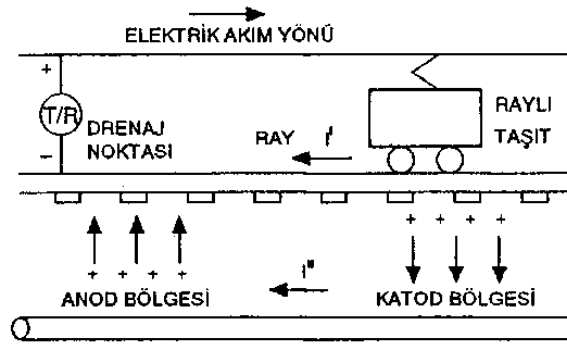 ELEKTRİK AKIM YÖNÜ
+
T/R
−
DRENAJ
NOKTASI
RAY I'
RAYLI
TAŞIT
+ + + +
+ + + +
ANOD BÖLGESİ
I"
KATOD BÖLGESİ